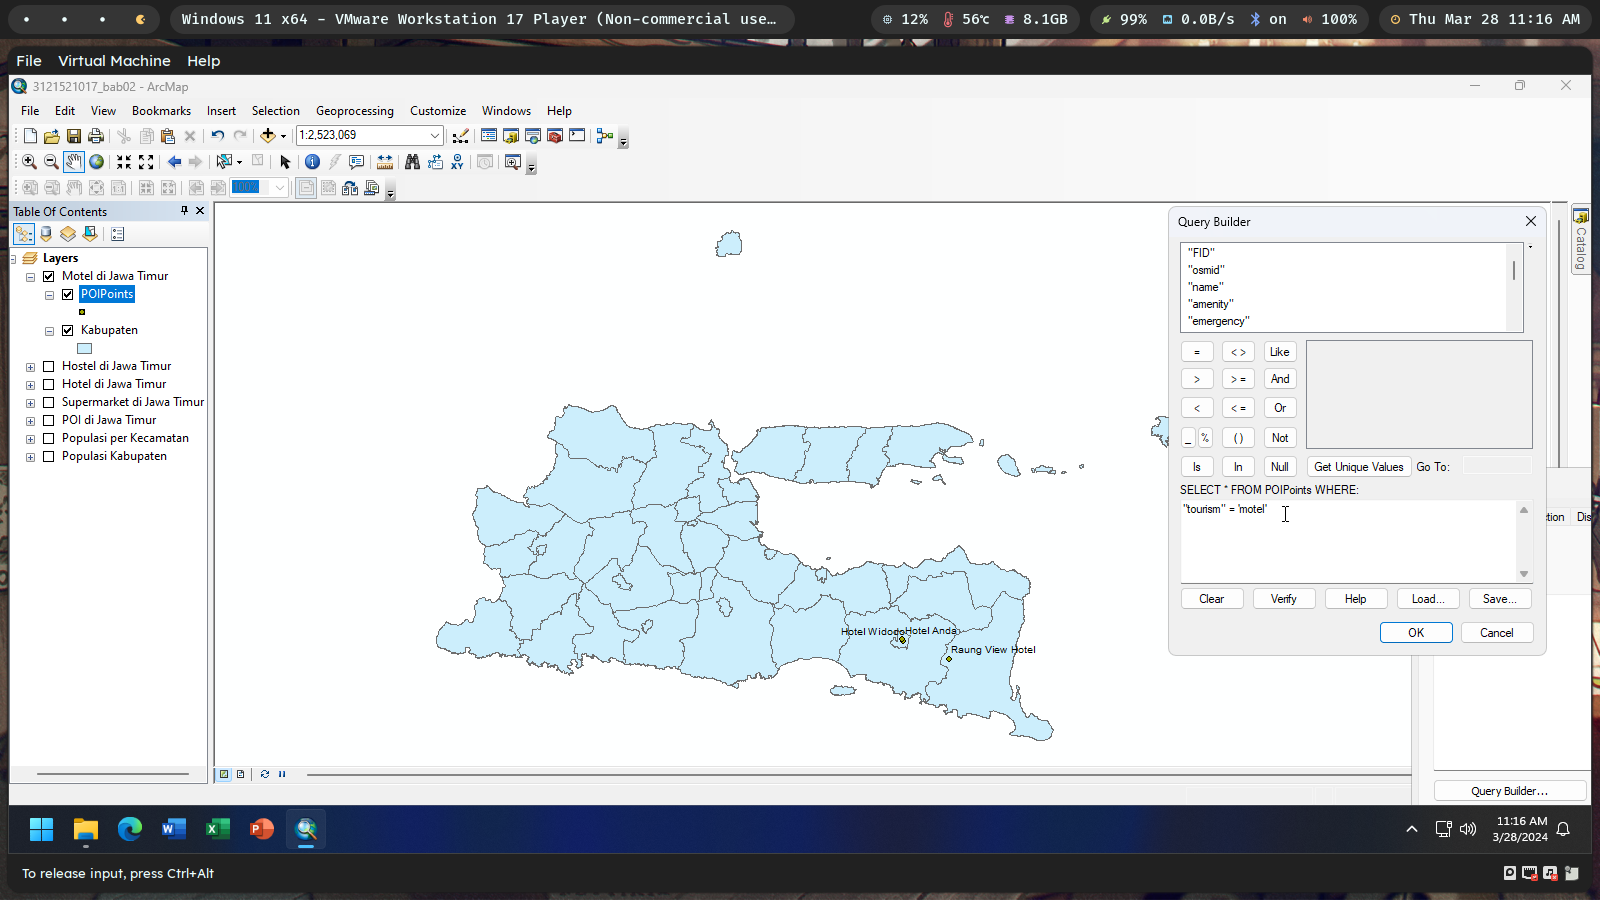 Windows 11 x64 – VMware Workstation 17 Player (Non-commercial use…
12%
56℃
8.1GB
99%
0.0B/s
on
100%
Thu Mar 28 11:16 AM
File Virtual Machine Help
3121521017_bab02 - ArcMap
File Edit View Bookmarks Insert Selection Geoprocessing Customize Windows Help
1:2,523,069
100%
Table Of Contents
Layers
Motel di Jawa Timur
POIPoints
Kabupaten
Hostel di Jawa Timur
Hotel di Jawa Timur
Supermarket di Jawa Timur
POI di Jawa Timur
Populasi per Kecamatan
Populasi Kabupaten
Hotel Widodo
Hotel Anda
Raung View Hotel
Catalog
Query Builder
"FID"
"osmid"
"name"
"amenity"
"emergency"
= < > Like
> > = And
< < = Or
_ % ( ) Not
Is In Null Get Unique Values Go To:
SELECT * FROM POIPoints WHERE:
"tourism" = 'motel'
Clear Verify Help Load... Save...
OK Cancel
ction Dis
Query Builder...
11:16 AM
3/28/2024
To release input, press Ctrl+Alt